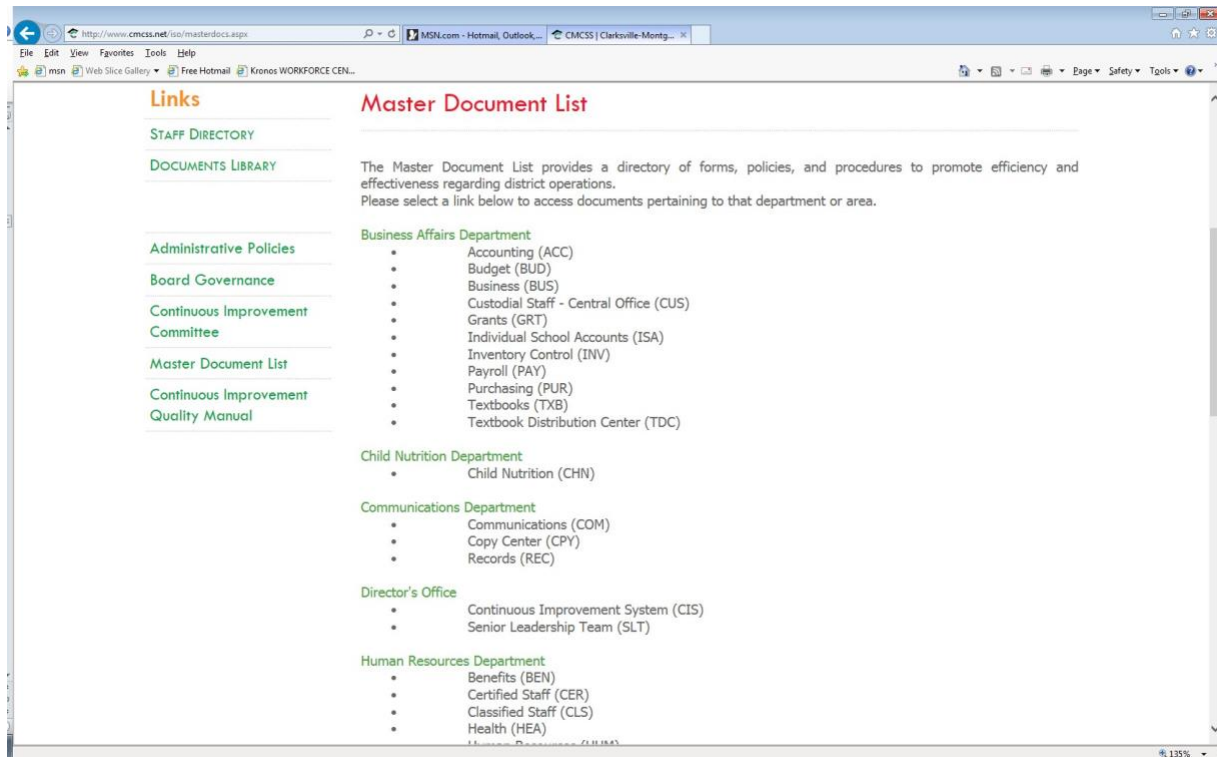 http://www.cmcss.net/iso/masterdocs.aspx
MSN.com - Hotmail, Outlook,...
CMCSS | Clarksville-Montg...
File Edit View Favorites Tools Help
msn Web Slice Gallery Free Hotmail Kronos WORKFORCE CEN...
Page Safety Tools
Links
STAFF DIRECTORY
DOCUMENTS LIBRARY
Administrative Policies
Board Governance
Continuous Improvement
Committee
Master Document List
Continuous Improvement
Quality Manual
Master Document List
The Master Document List provides a directory of forms, policies, and procedures to promote efficiency and
effectiveness regarding district operations.
Please select a link below to access documents pertaining to that department or area.
Business Affairs Department
• Accounting (ACC)
• Budget (BUD)
• Business (BUS)
• Custodial Staff - Central Office (CUS)
• Grants (GRT)
• Individual School Accounts (ISA)
• Inventory Control (INV)
• Payroll (PAY)
• Purchasing (PUR)
• Textbooks (TXB)
• Textbook Distribution Center (TDC)
Child Nutrition Department
• Child Nutrition (CHN)
Communications Department
• Communications (COM)
• Copy Center (CPY)
• Records (REC)
Director's Office
• Continuous Improvement System (CIS)
• Senior Leadership Team (SLT)
Human Resources Department
• Benefits (BEN)
• Certified Staff (CER)
• Classified Staff (CLS)
• Health (HEA)
Human Resources (HUM)
135%